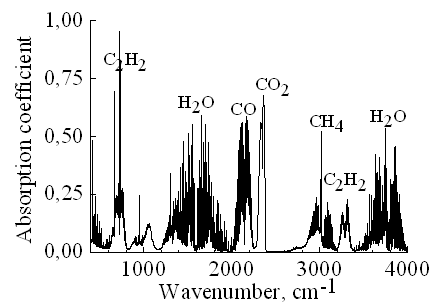 1,00
0,75
0,50
0,25
0,00
Absorption coefficient
C₂H₂
H₂O
CO
CO₂
CH₄
C₂H₂
H₂O
1000 2000 3000 4000
Wavenumber, cm⁻¹